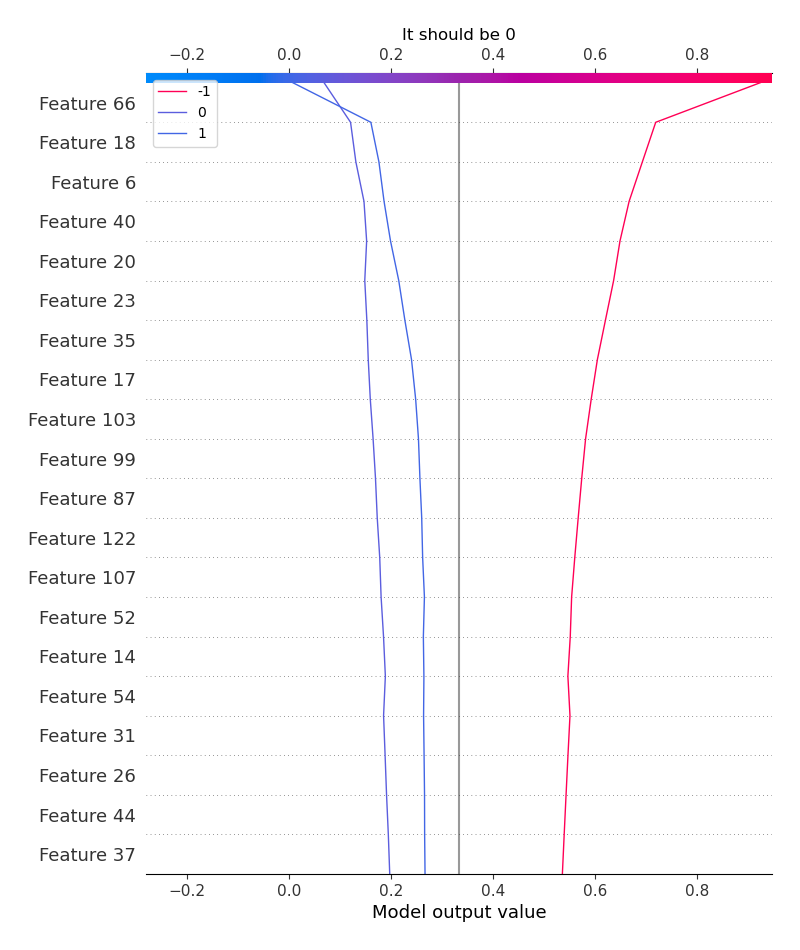 It should be 0
−0.2 0.0 0.2 0.4 0.6 0.8
-1
0
1
Feature 66
Feature 18
Feature 6
Feature 40
Feature 20
Feature 23
Feature 35
Feature 17
Feature 103
Feature 99
Feature 87
Feature 122
Feature 107
Feature 52
Feature 14
Feature 54
Feature 31
Feature 26
Feature 44
Feature 37
−0.2 0.0 0.2 0.4 0.6 0.8
Model output value